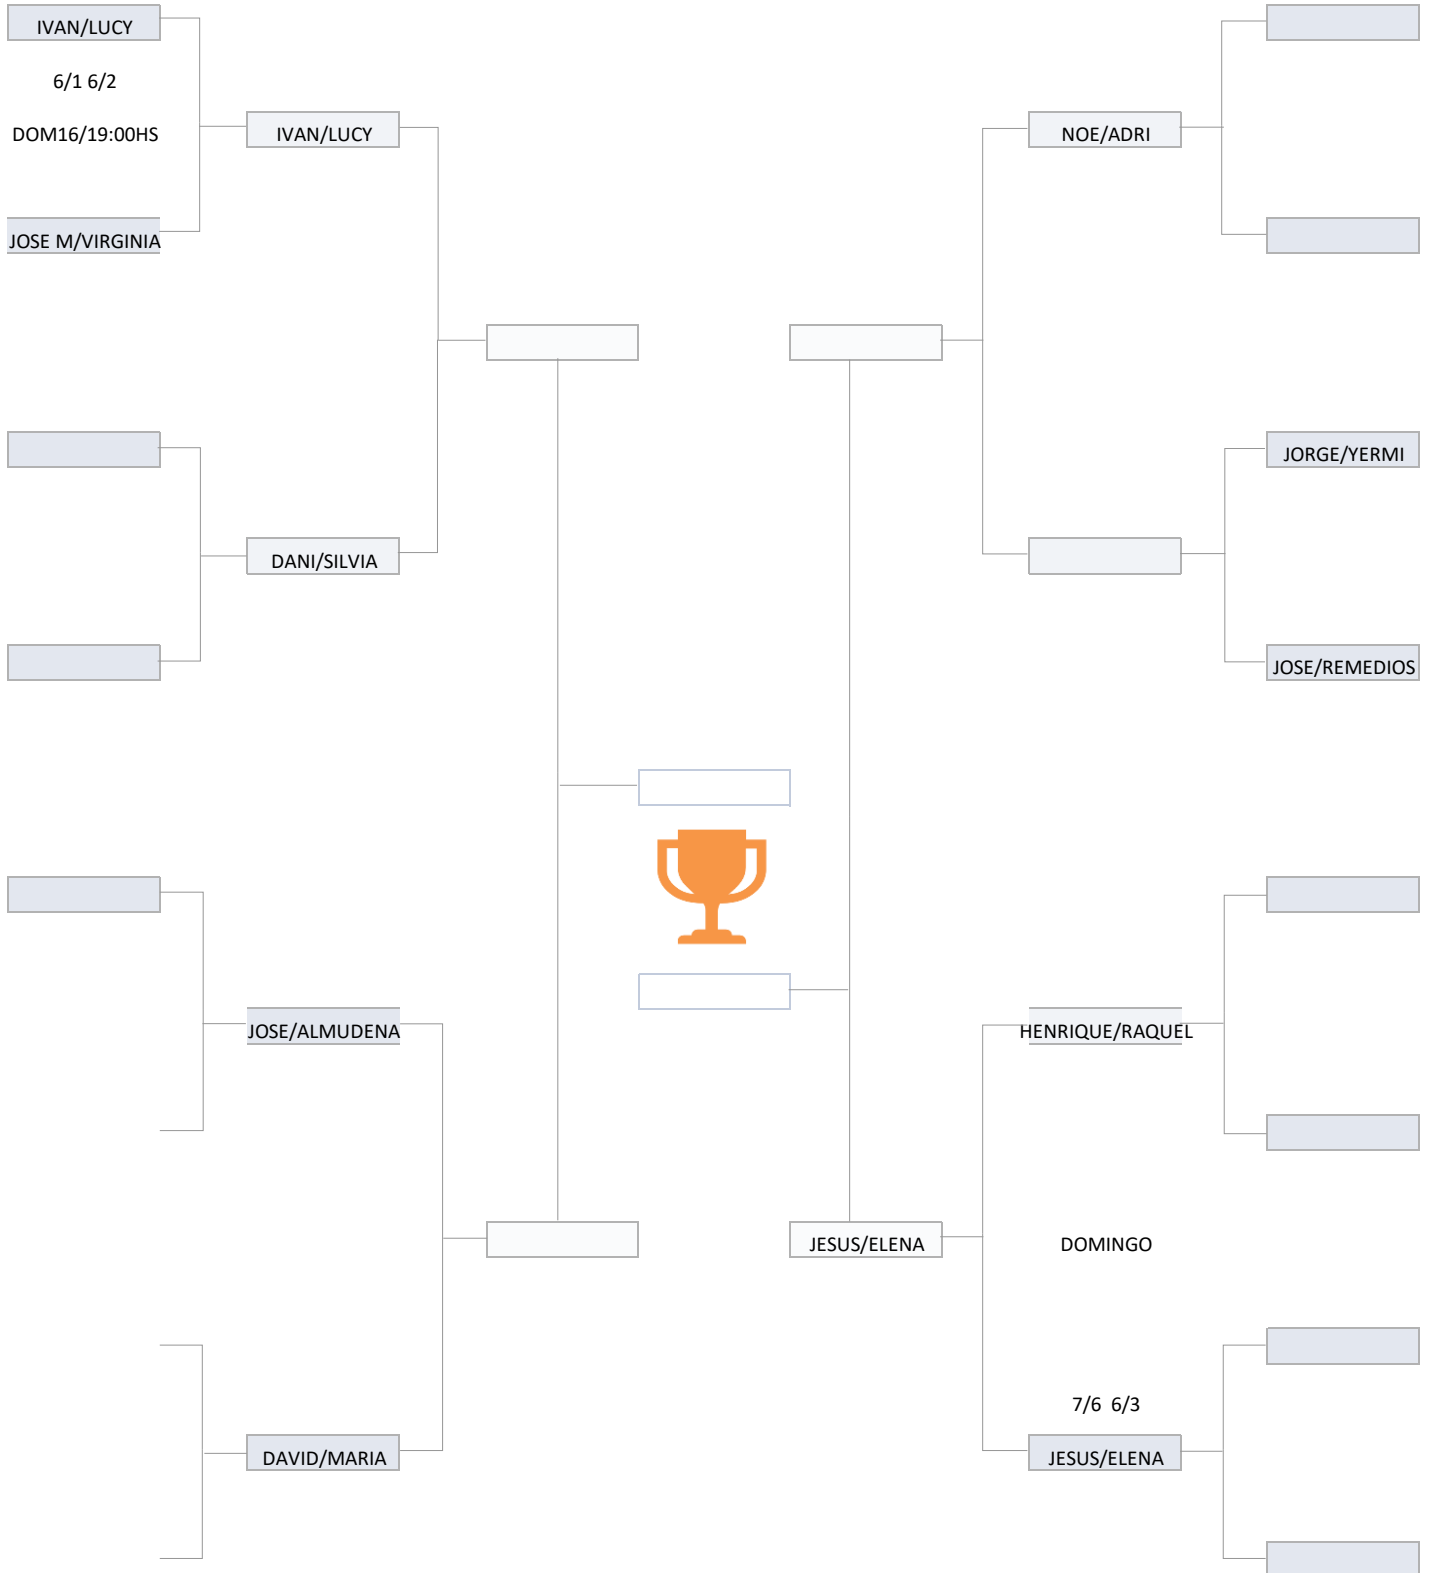 IVAN/LUCY
6/1 6/2
DOM16/19:00HS
IVAN/LUCY
NOE/ADRI
JOSE M/VIRGINIA
JORGE/YERMI
DANI/SILVIA
JOSE/REMEDIOS
JOSE/ALMUDENA
HENRIQUE/RAQUEL
JESUS/ELENA
DOMINGO
7/6  6/3
DAVID/MARIA
JESUS/ELENA